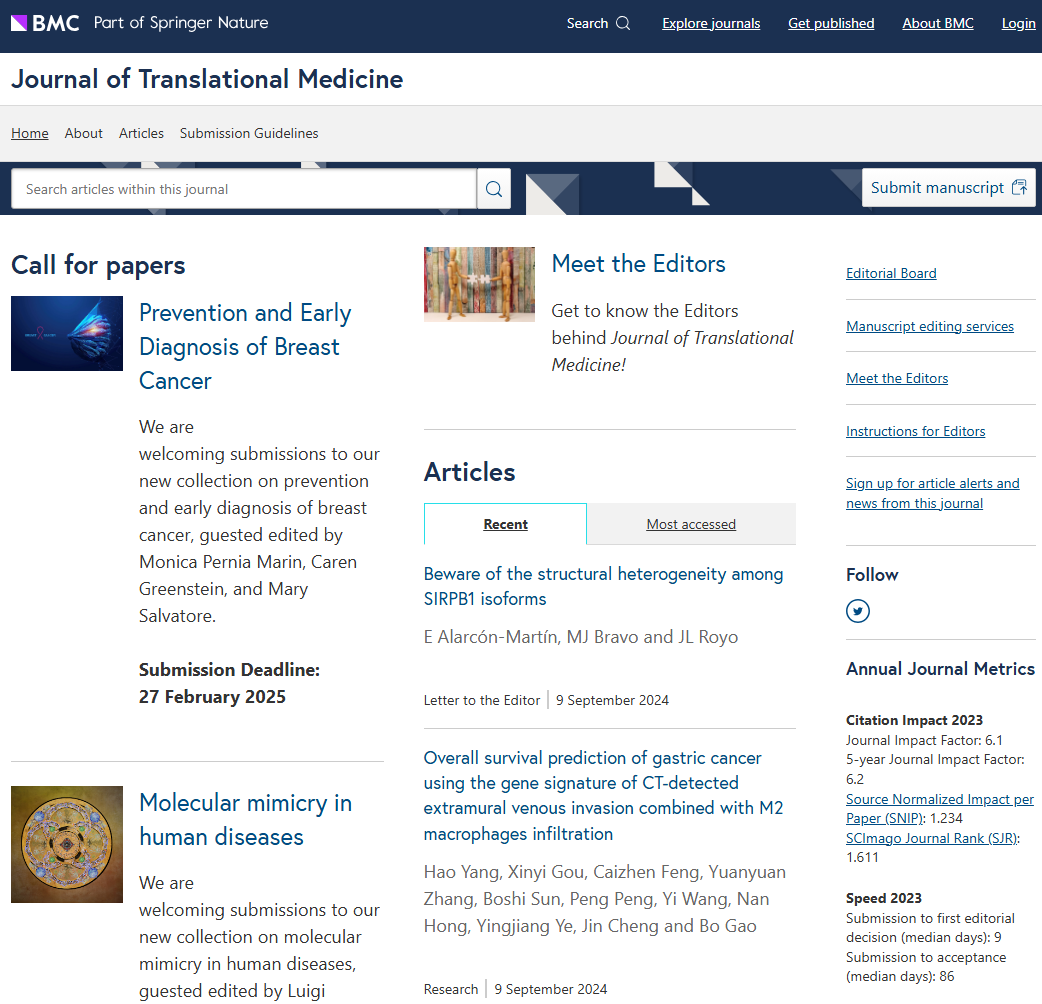 BMC Part of Springer Nature
Search
Explore journals
Get published
About BMC
Login
Journal of Translational Medicine
Home
About
Articles
Submission Guidelines
Search articles within this journal
Submit manuscript
Call for papers
Prevention and Early
Diagnosis of Breast
Cancer
We are
welcoming submissions to our
new collection on prevention
and early diagnosis of breast
cancer, guested edited by
Monica Pernia Marin, Caren
Greenstein, and Mary
Salvatore.
Submission Deadline:
27 February 2025
Molecular mimicry in
human diseases
We are
welcoming submissions to our
new collection on molecular
mimicry in human diseases,
guested edited by Luigi
Meet the Editors
Get to know the Editors
behind Journal of Translational
Medicine!
Articles
Recent
Most accessed
Beware of the structural heterogeneity among
SIRPB1 isoforms
E Alarcón-Martín, MJ Bravo and JL Royo
Letter to the Editor
9 September 2024
Overall survival prediction of gastric cancer
using the gene signature of CT-detected
extramural venous invasion combined with M2
macrophages infiltration
Hao Yang, Xinyi Gou, Caizhen Feng, Yuanyuan
Zhang, Boshi Sun, Peng Peng, Yi Wang, Nan
Hong, Yingjiang Ye, Jin Cheng and Bo Gao
Research
9 September 2024
Editorial Board
Manuscript editing services
Meet the Editors
Instructions for Editors
Sign up for article alerts and
news from this journal
Follow
Annual Journal Metrics
Citation Impact 2023
Journal Impact Factor: 6.1
5-year Journal Impact Factor:
6.2
Source Normalized Impact per
Paper (SNIP): 1.234
SCImago Journal Rank (SJR):
1.611
Speed 2023
Submission to first editorial
decision (median days): 9
Submission to acceptance
(median days): 86